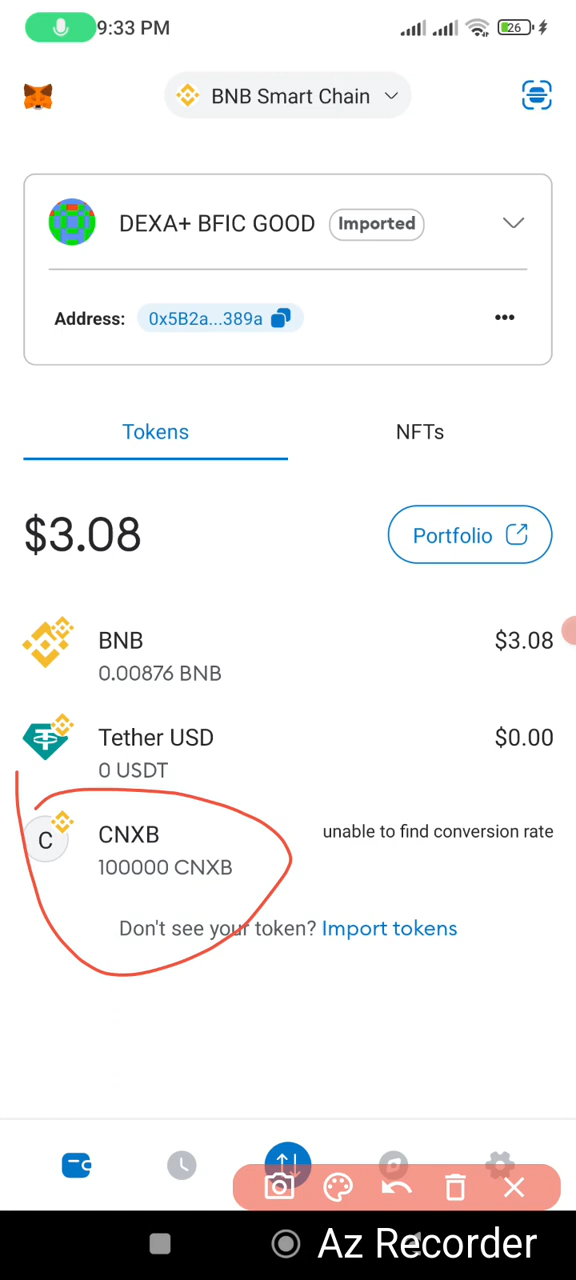 9:33 PM
26
BNB Smart Chain
DEXA+ BFIC GOOD Imported
Address: 0x5B2a...389a
Tokens NFTs
$3.08 Portfolio
BNB $3.08
0.00876 BNB
Tether USD $0.00
0 USDT
C CNXB unable to find conversion rate
100000 CNXB
Don't see your token? Import tokens
Az Recorder